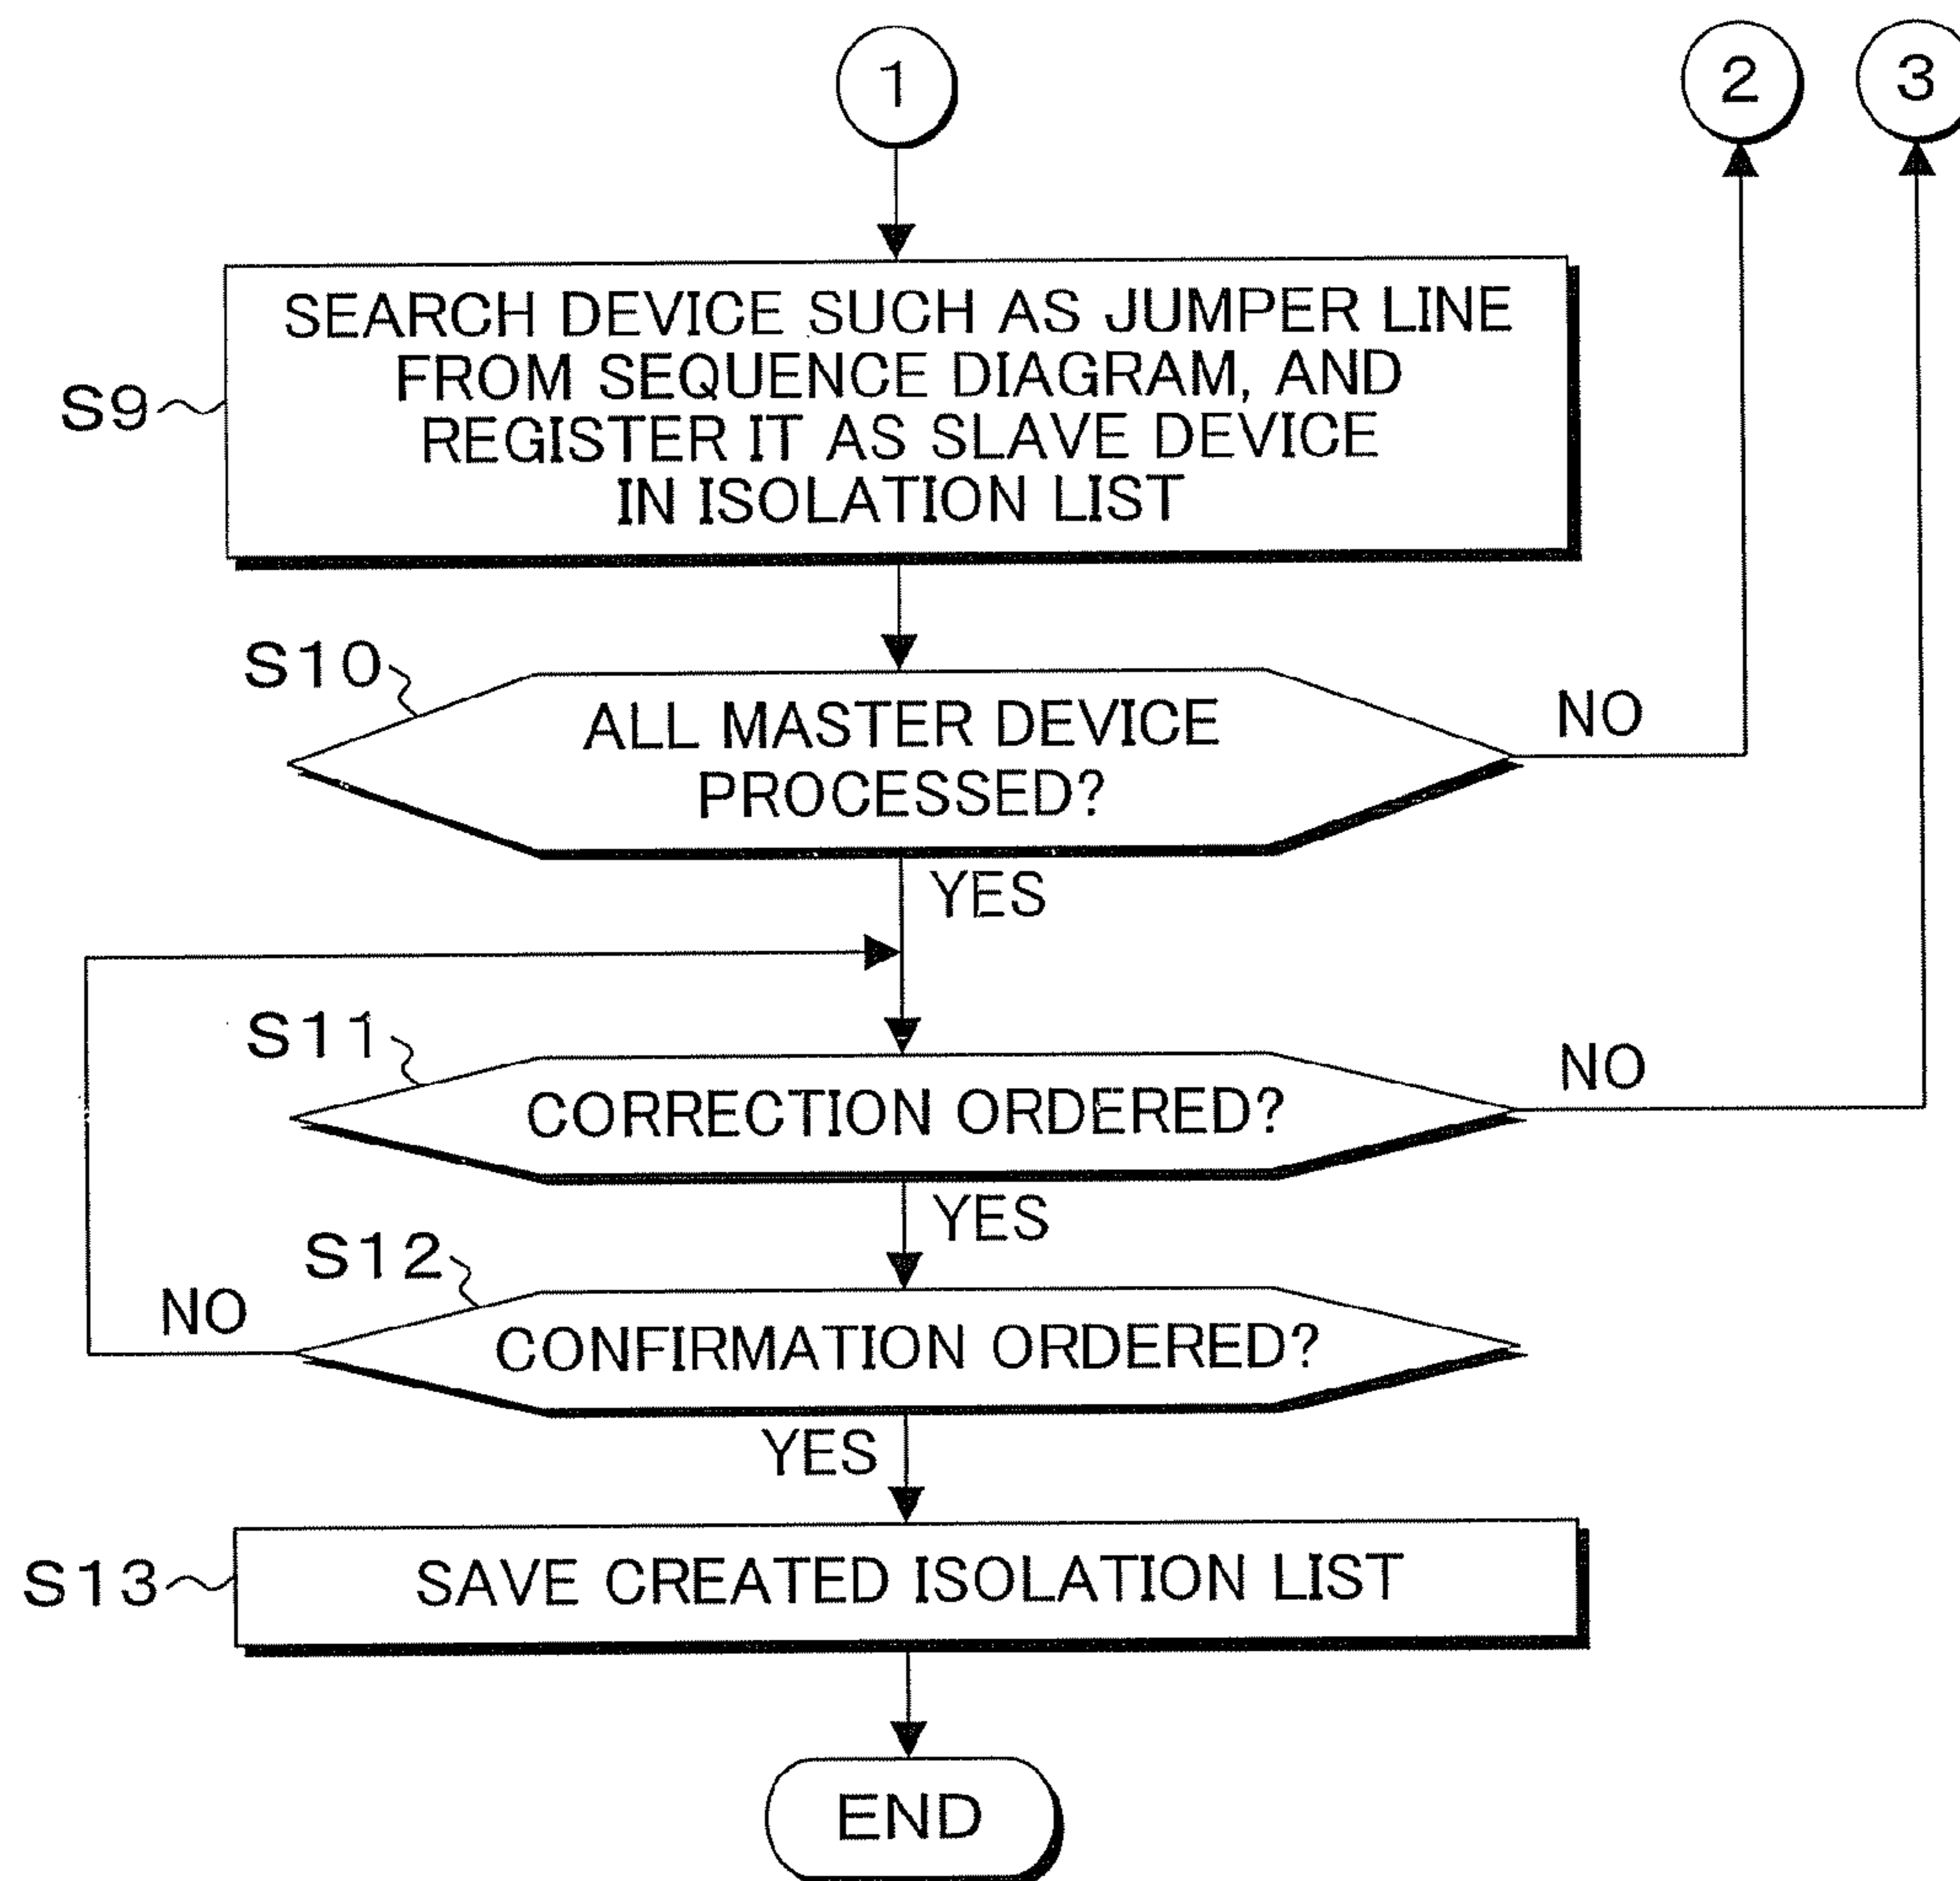 1
2
3
SEARCH DEVICE SUCH AS JUMPER LINE
FROM SEQUENCE DIAGRAM, AND
REGISTER IT AS SLAVE DEVICE
IN ISOLATION LIST
S9
S10
ALL MASTER DEVICE
PROCESSED?
NO
YES
S11
CORRECTION ORDERED?
NO
YES
S12
NO
CONFIRMATION ORDERED?
YES
S13
SAVE CREATED ISOLATION LIST
END